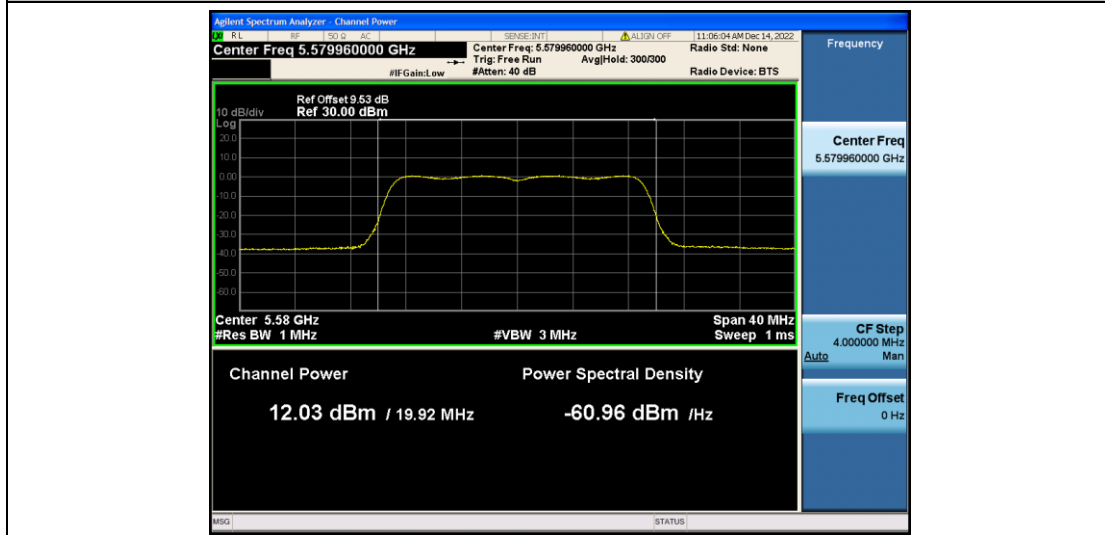 Agilent Spectrum Analyzer - Channel Power
RL RF 50 Ω AC SENSE:INT ALIGN OFF 11:06:04 AM Dec 14, 2022
Center Freq 5.579960000 GHz
Center Freq: 5.579960000 GHz
Radio Std: None
Trig: Free Run Avg|Hold: 300/300
#IFGain:Low
#Atten: 40 dB
Radio Device: BTS
Ref Offset 9.53 dB
10 dB/div Ref 30.00 dBm
Log
20.0
10.0
0.00
-10.0
-20.0
-30.0
-40.0
-50.0
-60.0
Center 5.58 GHz
Span 40 MHz
#Res BW 1 MHz
#VBW 3 MHz
Sweep 1 ms
Channel Power
Power Spectral Density
12.03 dBm / 19.92 MHz
-60.96 dBm /Hz
MSG
STATUS
Frequency
Center Freq
5.579960000 GHz
CF Step
4.000000 MHz
Auto Man
Freq Offset
0 Hz